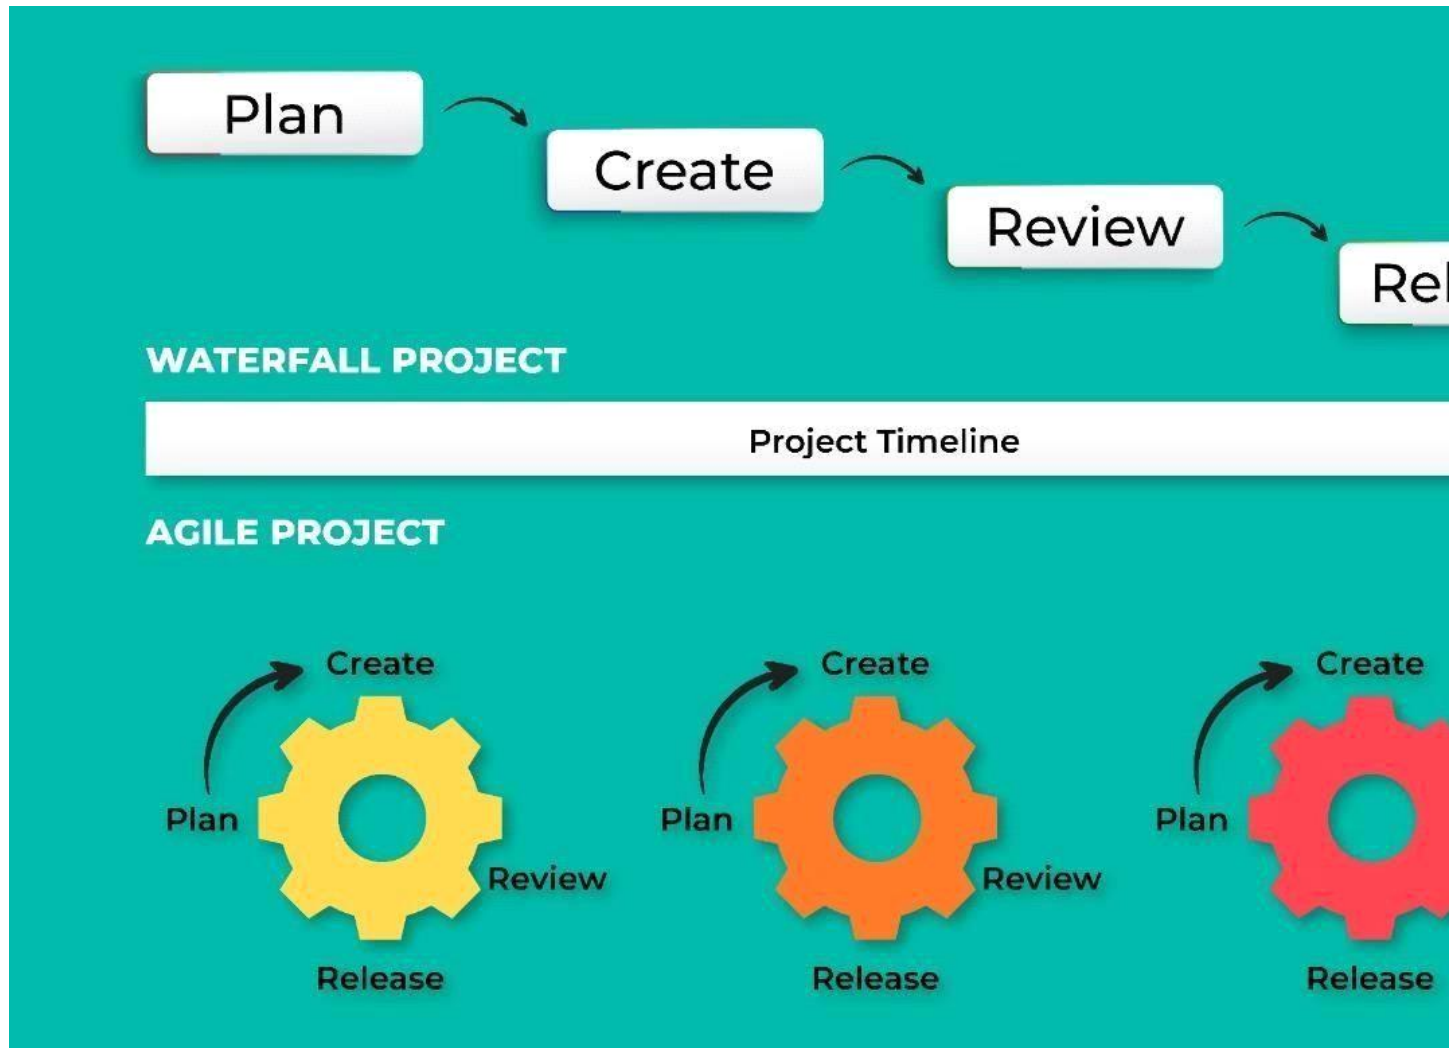 Plan
Create
Review
Rel
WATERFALL PROJECT
Project Timeline
AGILE PROJECT
Create
Plan
Review
Release
Create
Plan
Review
Release
Create
Plan
Release